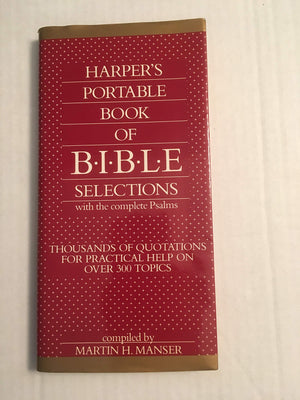 HARPER'S
PORTABLE
BOOK
OF
B·I·B·L·E
SELECTIONS
with the complete Psalms
THOUSANDS OF QUOTATIONS
FOR PRACTICAL HELP ON
OVER 300 TOPICS
compiled by
MARTIN H. MANSER